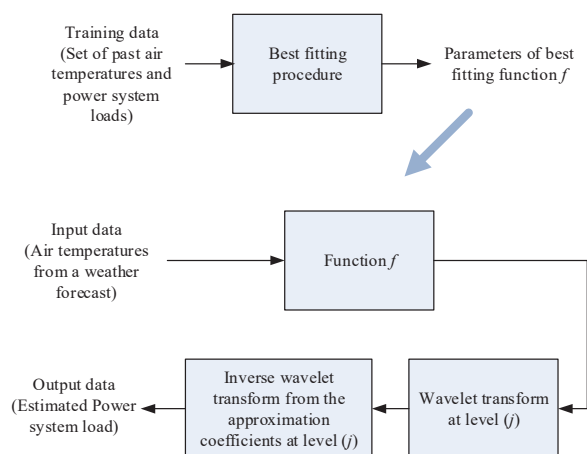 Training data
(Set of past air
temperatures and
power system
loads)
Best fitting
procedure
Parameters of best
fitting function f
Input data
(Air temperatures
from a weather
forecast)
Function f
Output data
(Estimated Power
system load)
Inverse wavelet
transform from the
approximation
coefficients at level (j)
Wavelet transform
at level (j)